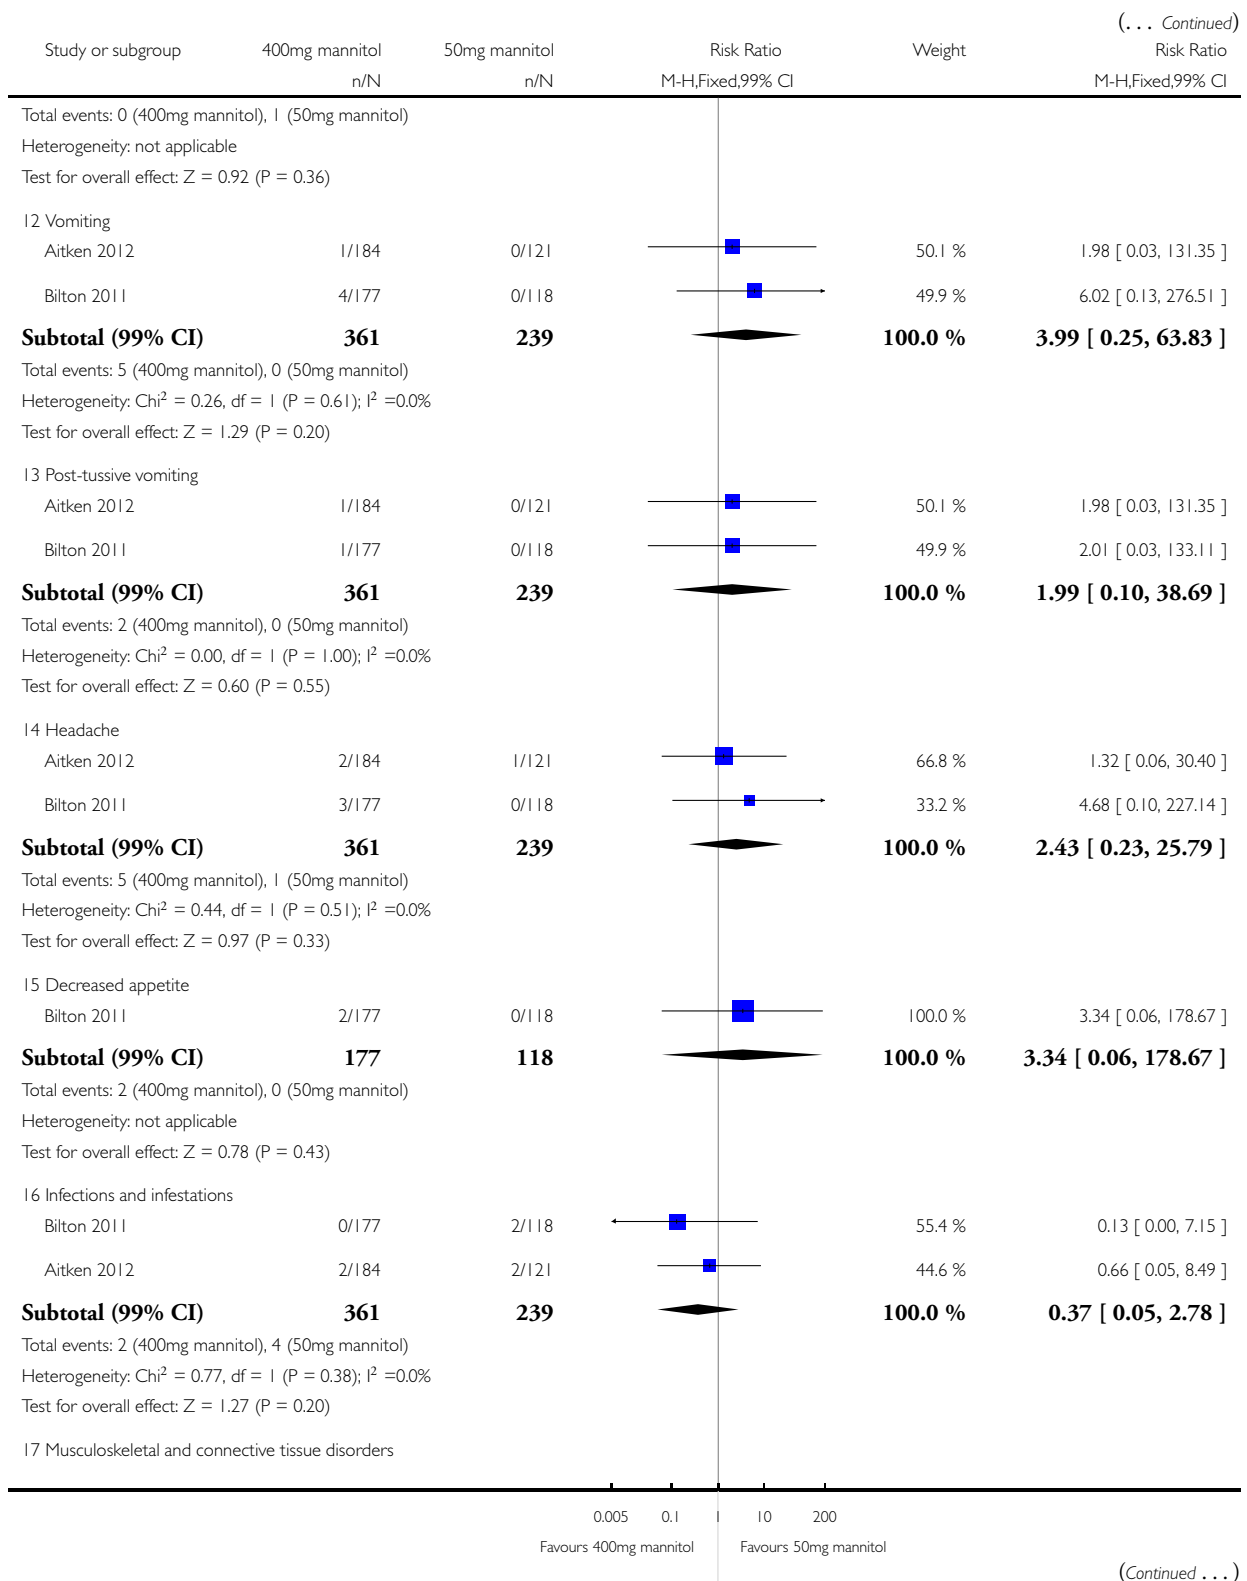 (... Continued)
Study or subgroup 400mg mannitol 50mg mannitol Risk Ratio Weight Risk Ratio
n/N n/N M-H,Fixed,99% CI M-H,Fixed,99% CI
Total events: 0 (400mg mannitol), 1 (50mg mannitol)
Heterogeneity: not applicable
Test for overall effect: Z = 0.92 (P = 0.36)
12 Vomiting
Aitken 2012 1/184 0/121 50.1 % 1.98 [ 0.03, 131.35 ]
Bilton 2011 4/177 0/118 49.9 % 6.02 [ 0.13, 276.51 ]
Subtotal (99% CI) 361 239 100.0 % 3.99 [ 0.25, 63.83 ]
Total events: 5 (400mg mannitol), 0 (50mg mannitol)
Heterogeneity: Chi² = 0.26, df = 1 (P = 0.61); I² =0.0%
Test for overall effect: Z = 1.29 (P = 0.20)
13 Post-tussive vomiting
Aitken 2012 1/184 0/121 50.1 % 1.98 [ 0.03, 131.35 ]
Bilton 2011 1/177 0/118 49.9 % 2.01 [ 0.03, 133.11 ]
Subtotal (99% CI) 361 239 100.0 % 1.99 [ 0.10, 38.69 ]
Total events: 2 (400mg mannitol), 0 (50mg mannitol)
Heterogeneity: Chi² = 0.00, df = 1 (P = 1.00); I² =0.0%
Test for overall effect: Z = 0.60 (P = 0.55)
14 Headache
Aitken 2012 2/184 1/121 66.8 % 1.32 [ 0.06, 30.40 ]
Bilton 2011 3/177 0/118 33.2 % 4.68 [ 0.10, 227.14 ]
Subtotal (99% CI) 361 239 100.0 % 2.43 [ 0.23, 25.79 ]
Total events: 5 (400mg mannitol), 1 (50mg mannitol)
Heterogeneity: Chi² = 0.44, df = 1 (P = 0.51); I² =0.0%
Test for overall effect: Z = 0.97 (P = 0.33)
15 Decreased appetite
Bilton 2011 2/177 0/118 100.0 % 3.34 [ 0.06, 178.67 ]
Subtotal (99% CI) 177 118 100.0 % 3.34 [ 0.06, 178.67 ]
Total events: 2 (400mg mannitol), 0 (50mg mannitol)
Heterogeneity: not applicable
Test for overall effect: Z = 0.78 (P = 0.43)
16 Infections and infestations
Bilton 2011 0/177 2/118 55.4 % 0.13 [ 0.00, 7.15 ]
Aitken 2012 2/184 2/121 44.6 % 0.66 [ 0.05, 8.49 ]
Subtotal (99% CI) 361 239 100.0 % 0.37 [ 0.05, 2.78 ]
Total events: 2 (400mg mannitol), 4 (50mg mannitol)
Heterogeneity: Chi² = 0.77, df = 1 (P = 0.38); I² =0.0%
Test for overall effect: Z = 1.27 (P = 0.20)
17 Musculoskeletal and connective tissue disorders
0.005 0.1 1 10 200
Favours 400mg mannitol Favours 50mg mannitol
(Continued ...)